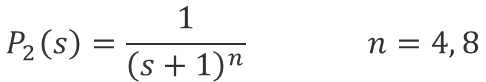 P₂(s) = 1/(s + 1)ⁿ n = 4, 8